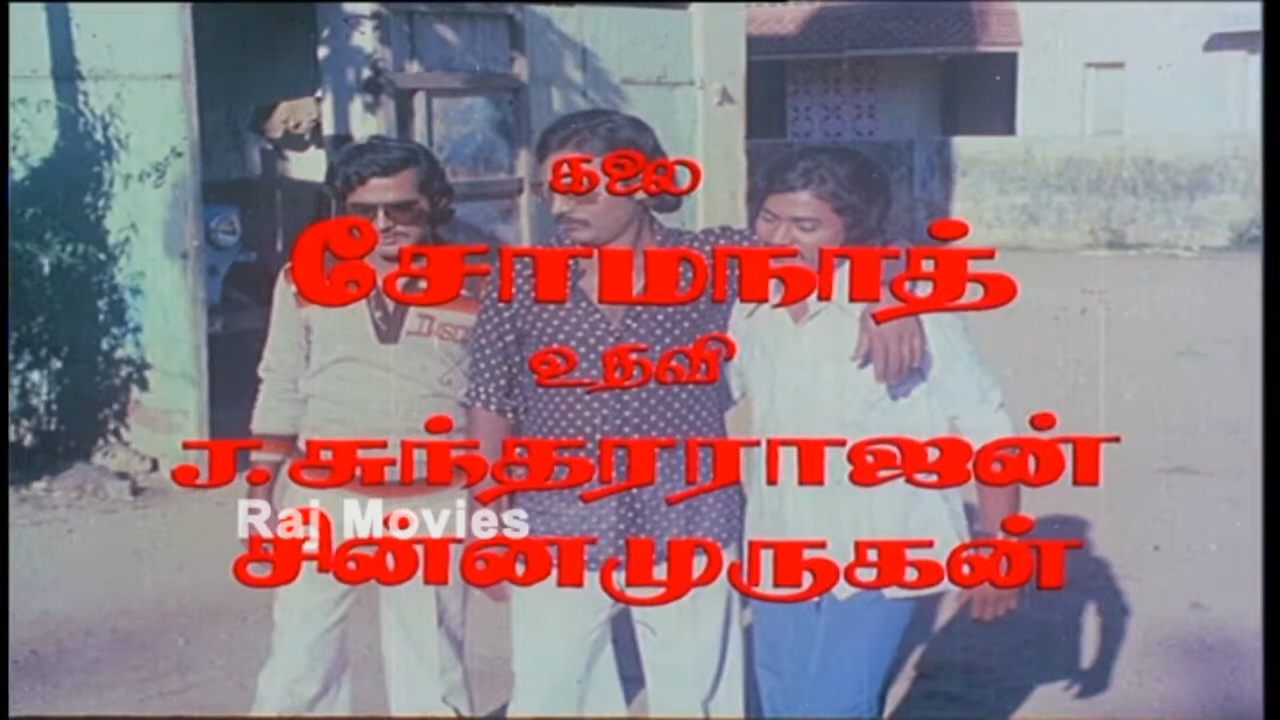 கலை
சோமநாத்
உதவி
ர.சுந்தரராஜன்
Raj Movies
சின்னமுருகன்